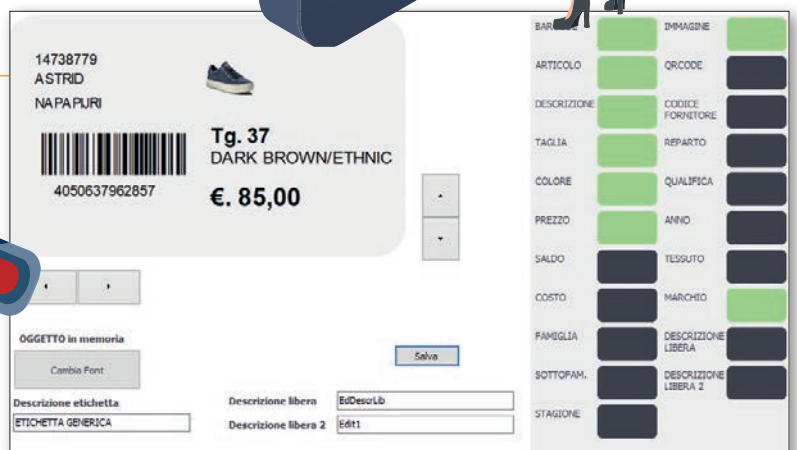 14738779
ASTRID
NAPAPIJRI
4050637962857
Tg. 37
DARK BROWN/ETHNIC
€. 85,00
OGGETTO in memoria
Cambia Font
Salva
Descrizione etichetta
ETICHETTA GENERICA
Descrizione libera
EdDescrLib
Descrizione libera 2
Edit1
IMMAGINE
ARTICOLO
QRCODE
DESCRIZIONE
CODICE
FORNITORE
TAGLIA
REPARTO
COLORE
QUALIFICA
PREZZO
ANNO
SALDO
TESSUTO
COSTO
MARCHIO
FAMIGLIA
DESCRIZIONE
LIBERA
SOTTOFAM.
DESCRIZIONE
LIBERA 2
STAGIONE